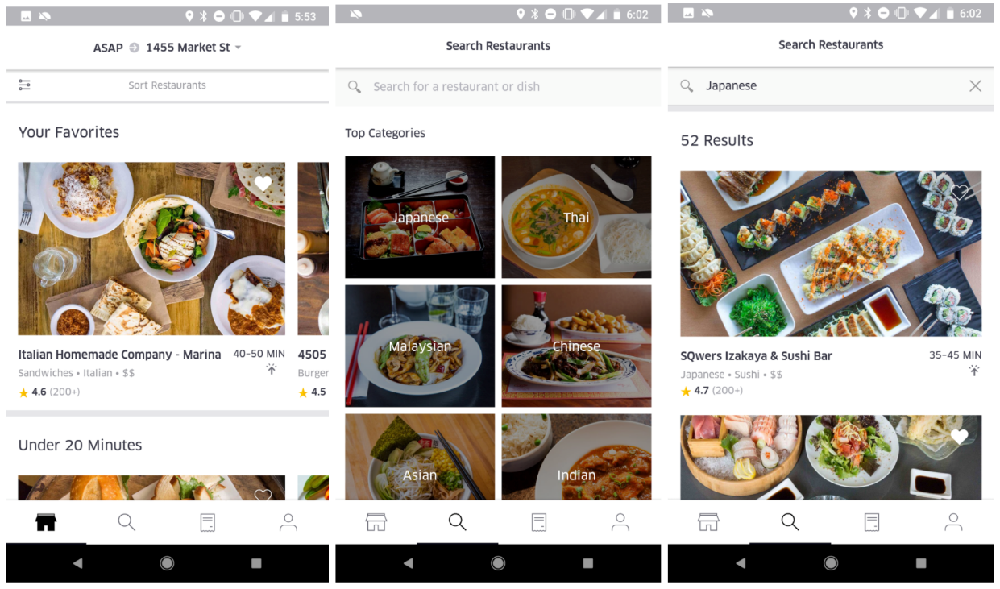 5:53
ASAP 1455 Market St
Sort Restaurants
Your Favorites
Italian Homemade Company - Marina 40-50 MIN
Sandwiches • Italian • $$
4.6 (200+)
4505
Burger
4.5
Under 20 Minutes
6:02
Search Restaurants
Search for a restaurant or dish
Top Categories
Japanese
Thai
Malaysian
Chinese
Asian
Indian
6:02
Search Restaurants
Japanese
52 Results
SQwers Izakaya & Sushi Bar 35-45 MIN
Japanese • Sushi • $$
4.7 (200+)